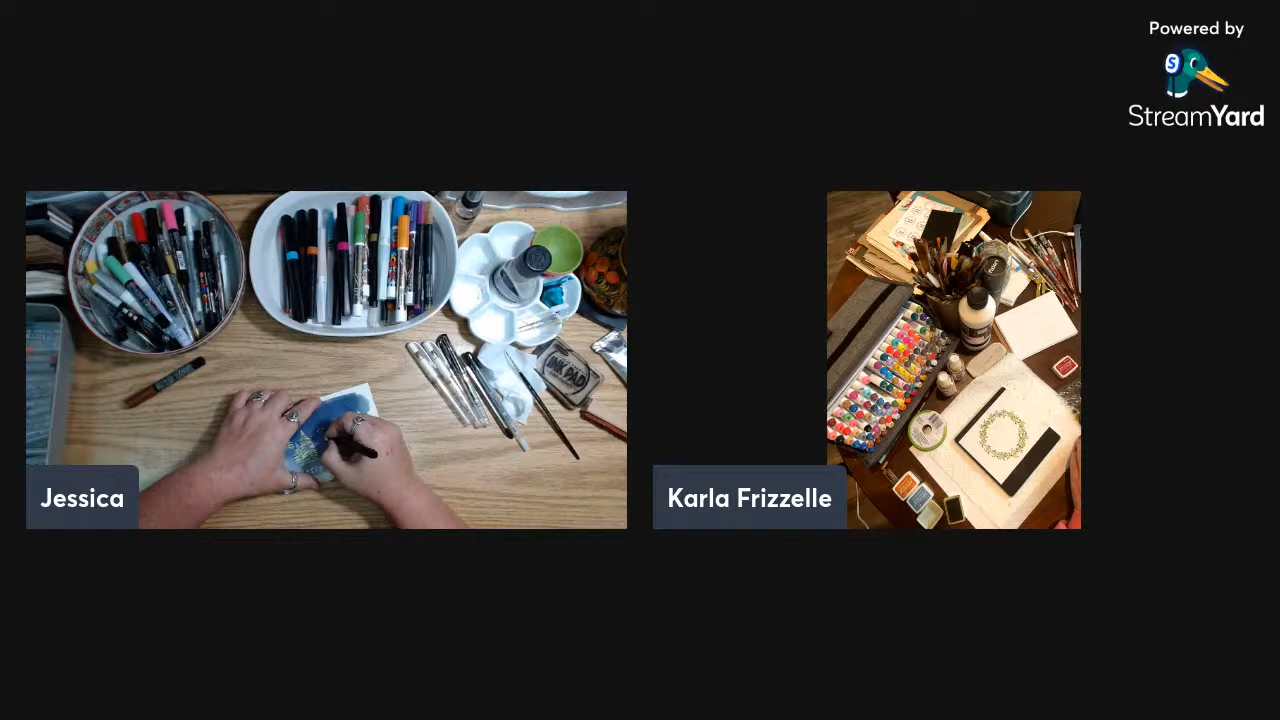 Powered by
S
StreamYard
INK PAD
Jessica
Karla Frizzelle